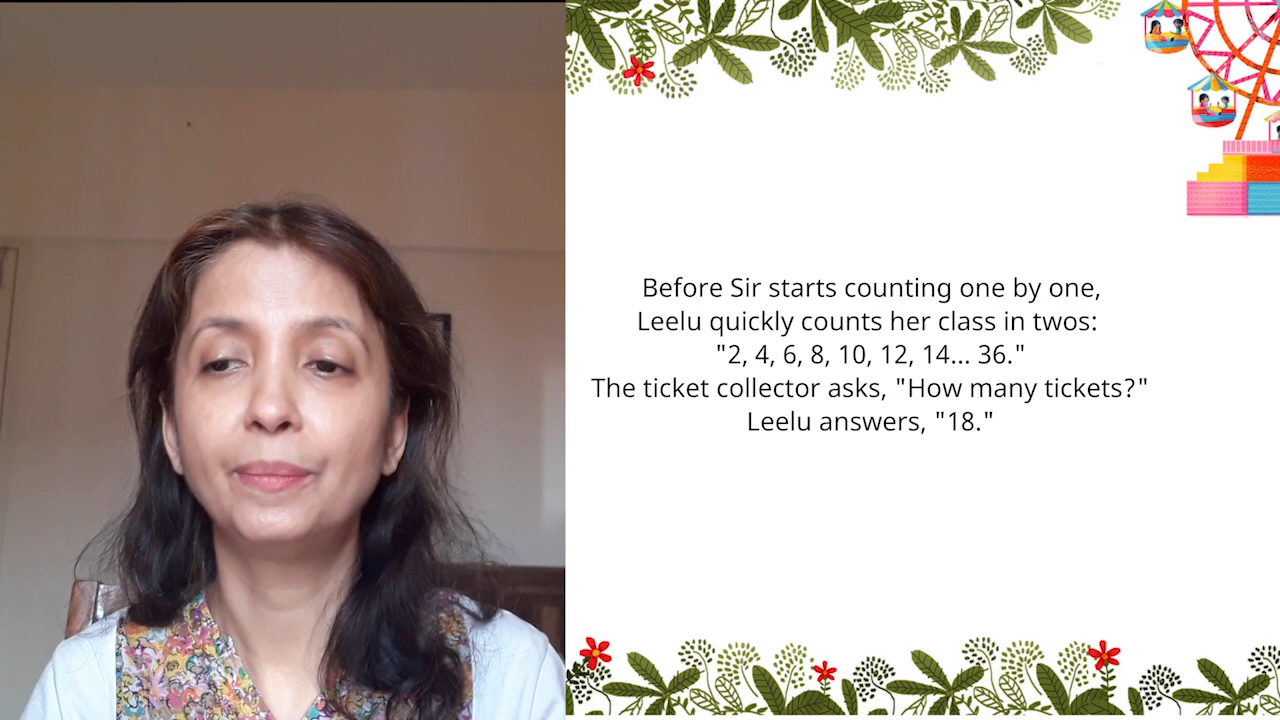 Before Sir starts counting one by one,
Leelu quickly counts her class in twos:
"2, 4, 6, 8, 10, 12, 14... 36."
The ticket collector asks, "How many tickets?"
Leelu answers, "18."